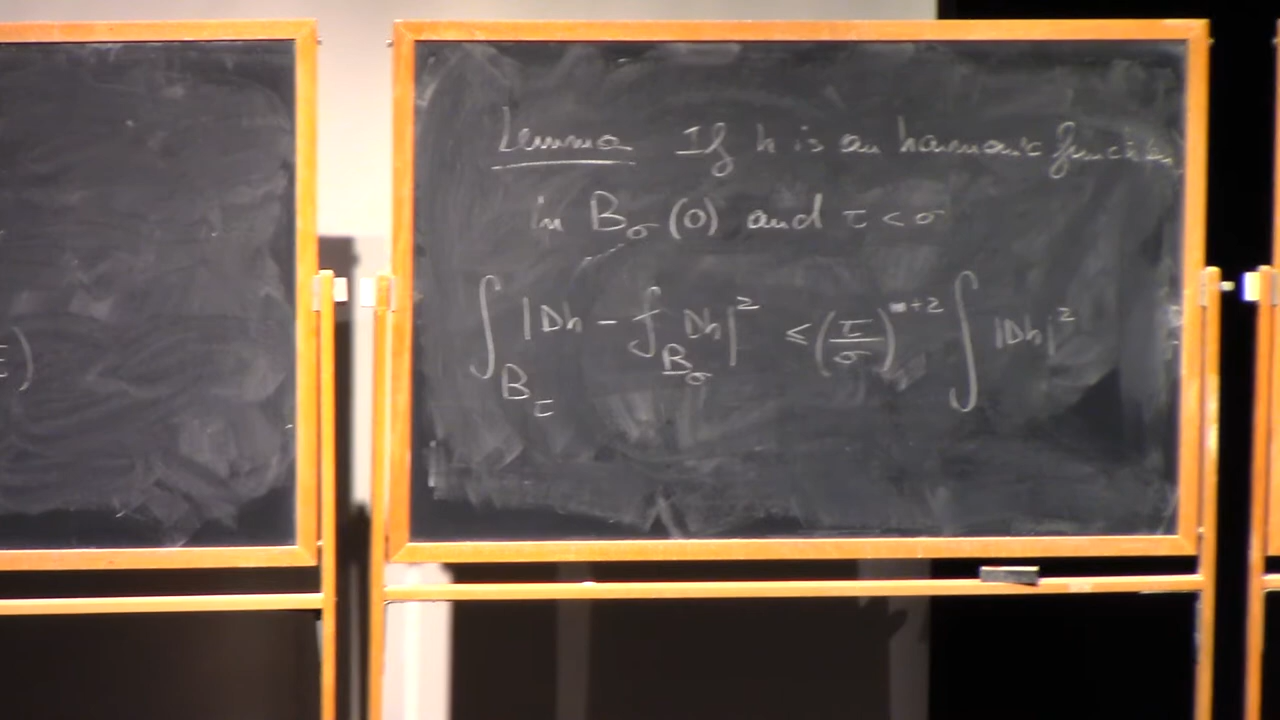 E)
Lemma If h is an harmonic function
in B_σ(0) and τ < σ
∫_{B_τ} |Dh - ⨍_{B_σ} Dh|² ≤ (τ/σ)^{m+2} ∫ |Dh|²